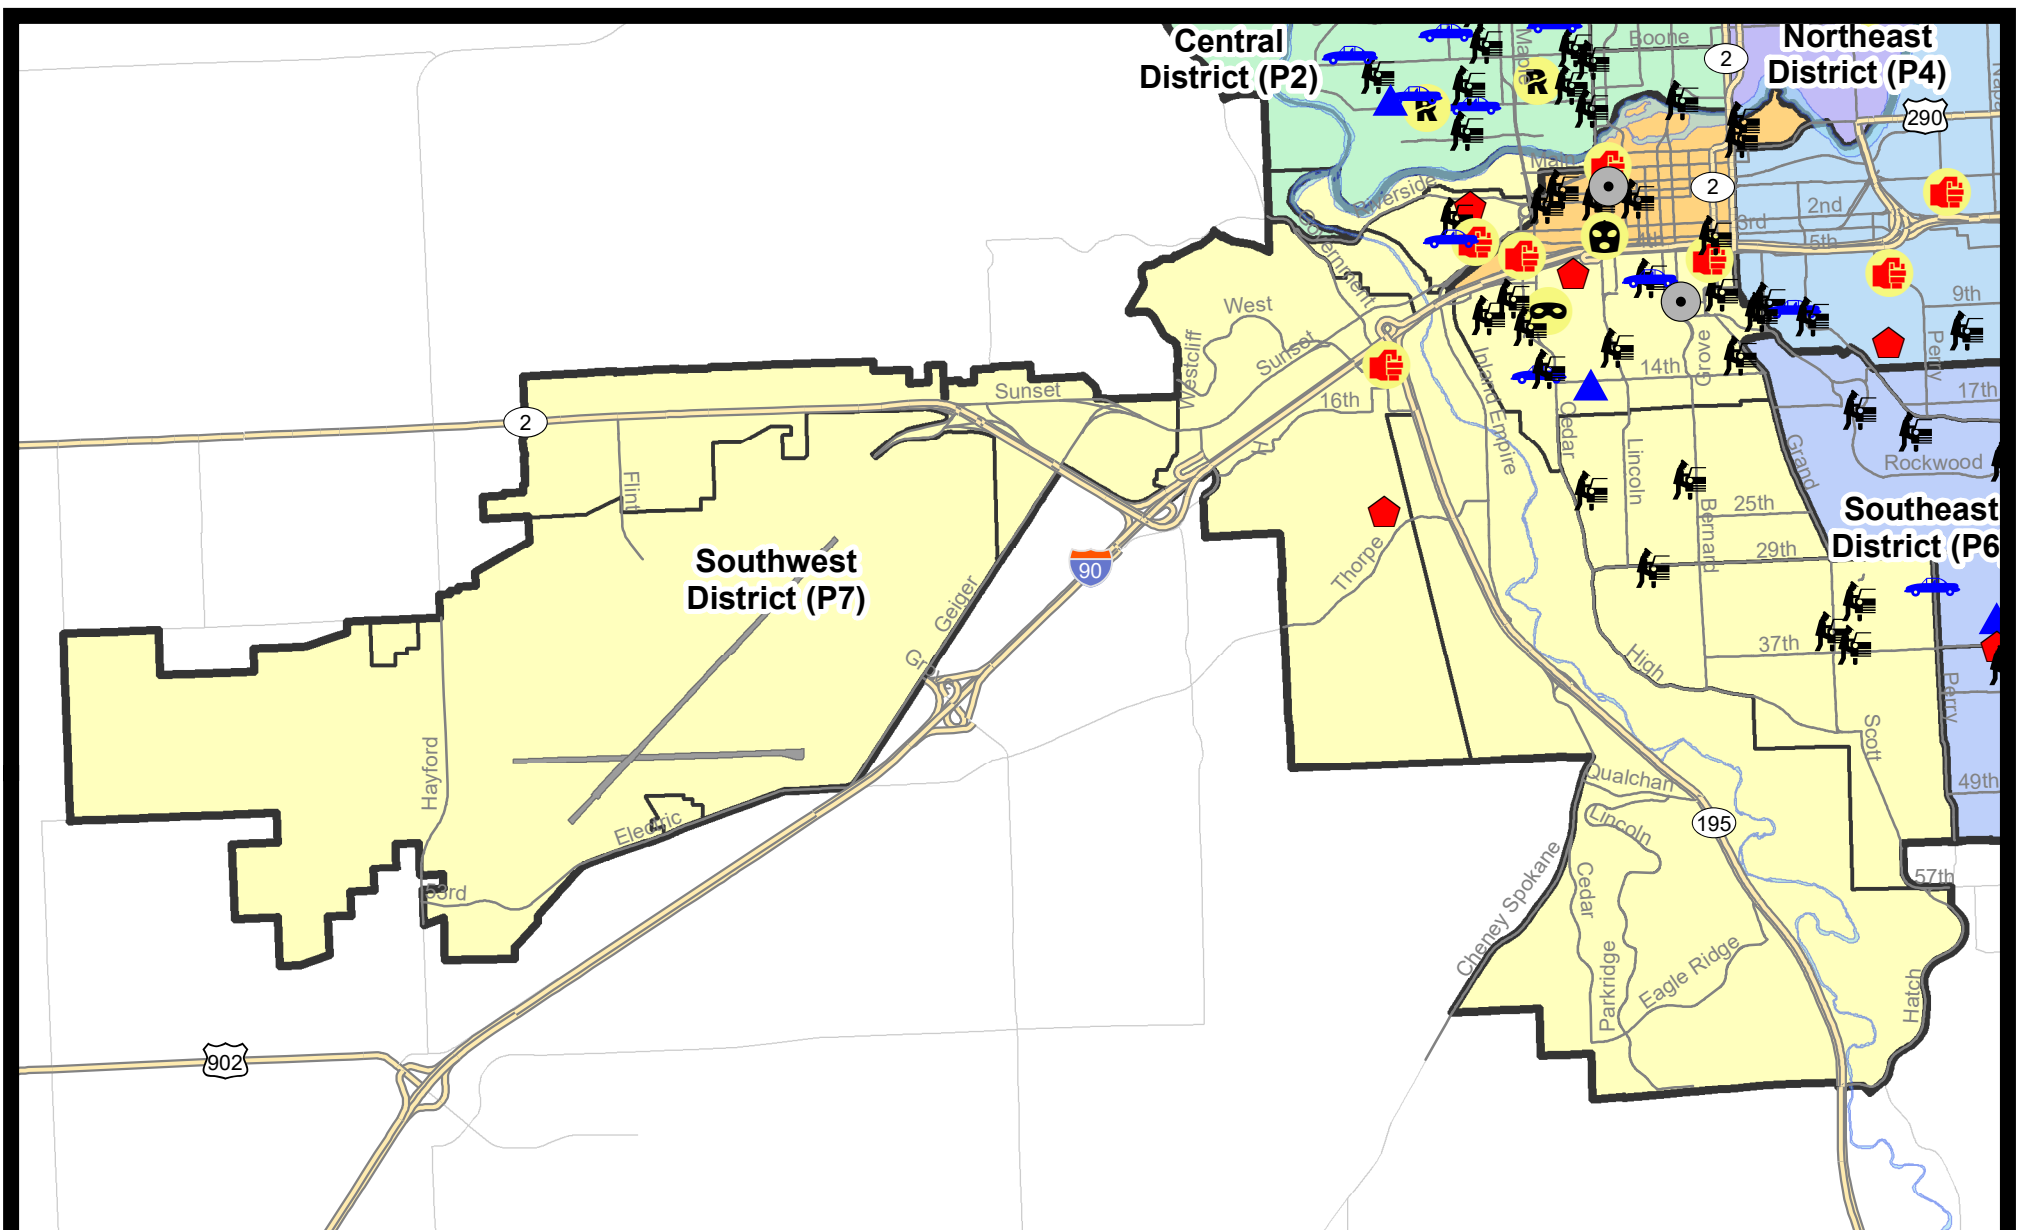 Central
District (P2)
Northeast
District (P4)
Boone
Maple
2
290
Main
Riverside
2
2nd
3rd
4th
5th
Government
9th
West
Westcliff
Sunset
Sunset
16th
Inland Empire
14th
Grove
Perry
17th
Cedar
Lincoln
Grand
Rockwood
2
Flint
Bernard
25th
29th
Southeast
District (P6
Southwest
District (P7)
90
Geiger
Thorpe
Grove
High
37th
Perry
Scott
Hayford
Electric
53rd
Qualchan
Lincoln
195
49th
57th
Cheney Spokane
Cedar
Parkridge
Eagle Ridge
Hatch
902